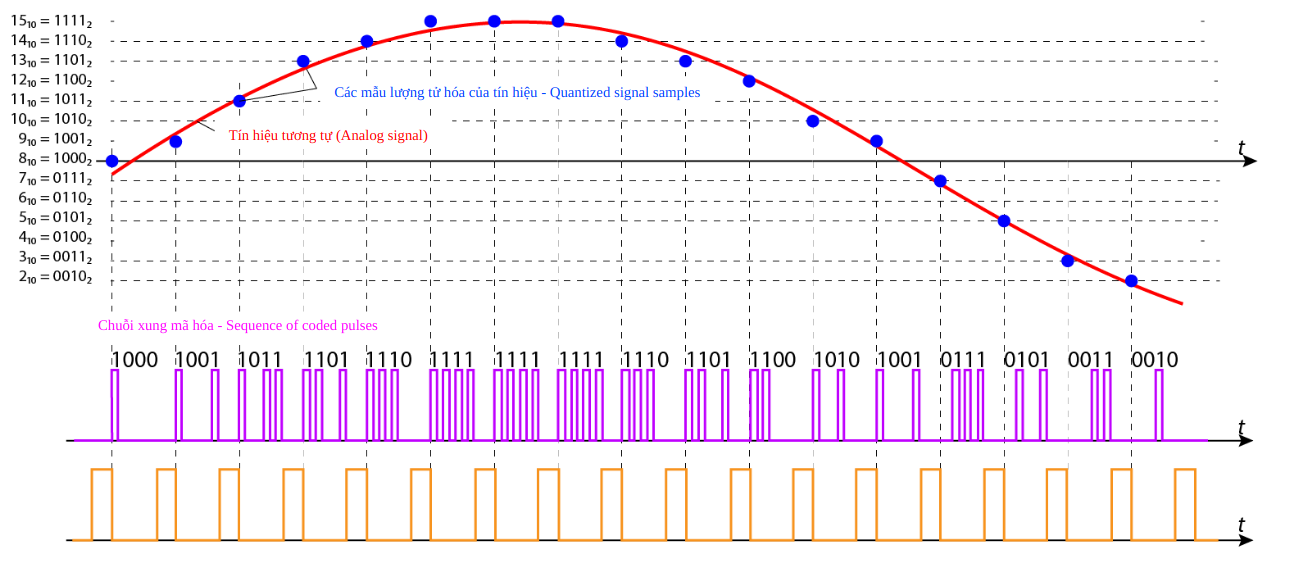 15₁₀ = 1111₂
14₁₀ = 1110₂
13₁₀ = 1101₂
12₁₀ = 1100₂
11₁₀ = 1011₂
10₁₀ = 1010₂
9₁₀ = 1001₂
8₁₀ = 1000₂
7₁₀ = 0111₂
6₁₀ = 0110₂
5₁₀ = 0101₂
4₁₀ = 0100₂
3₁₀ = 0011₂
2₁₀ = 0010₂
Các mẫu lượng tử hóa của tín hiệu - Quantized signal samples
Tín hiệu tương tự (Analog signal)
t
Chuỗi xung mã hóa - Sequence of coded pulses
1000 1001 1011 1101 1110 1111 1111 1111 1110 1101 1100 1010 1001 0111 0101 0011 0010
t
t